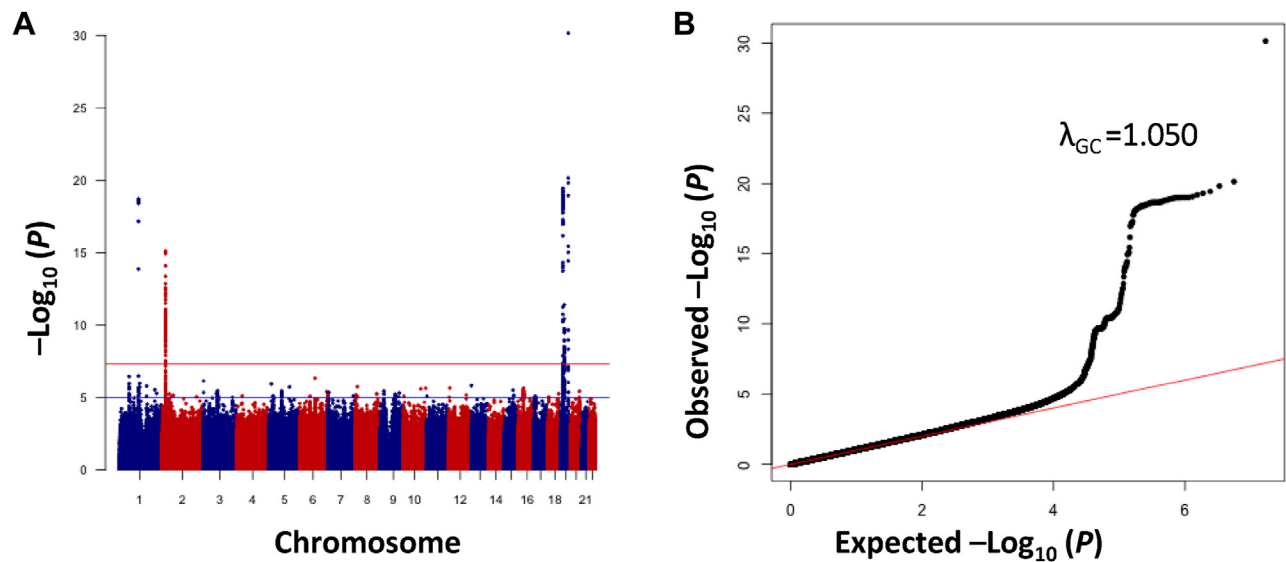 A
30
25
20
15
10
5
0
–Log10 (P)
1 2 3 4 5 6 7 8 9 10 12 14 16 18 21
Chromosome
B
30
25
20
15
10
5
0
Observed –Log10 (P)
λGC=1.050
0 2 4 6
Expected –Log10 (P)